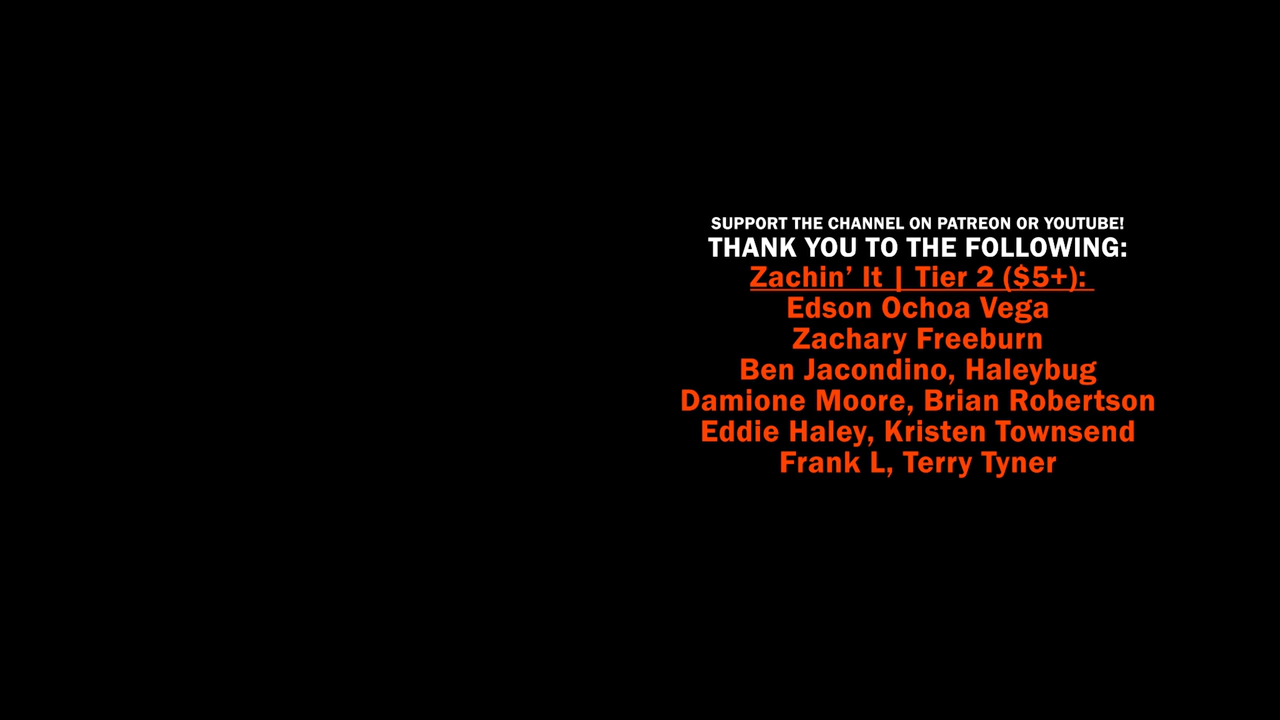 SUPPORT THE CHANNEL ON PATREON OR YOUTUBE!
THANK YOU TO THE FOLLOWING:
Zachin’ It | Tier 2 ($5+):
Edson Ochoa Vega
Zachary Freeburn
Ben Jacondino, Haleybug
Damione Moore, Brian Robertson
Eddie Haley, Kristen Townsend
Frank L, Terry Tyner